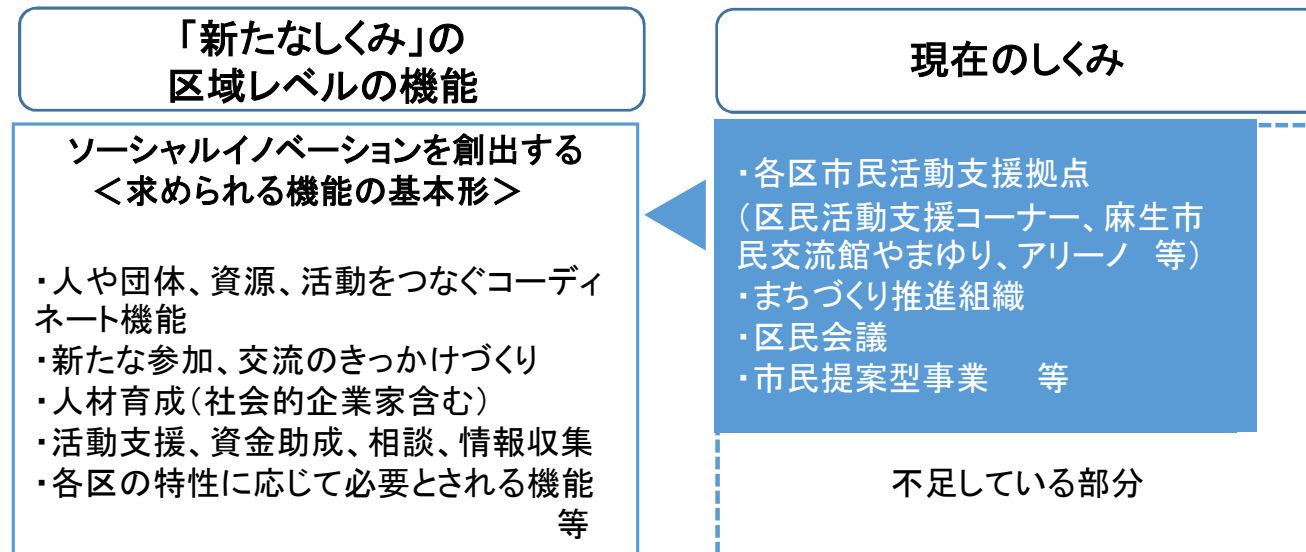 「新たなしくみ」の
区域レベルの機能
ソーシャルイノベーションを創出する
＜求められる機能の基本形＞
・人や団体、資源、活動をつなぐコーディ
ネート機能
・新たな参加、交流のきっかけづくり
・人材育成（社会的企業家含む）
・活動支援、資金助成、相談、情報収集
・各区の特性に応じて必要とされる機能
等
現在のしくみ
・各区市民活動支援拠点
（区民活動支援コーナー、麻生市
民交流館やまゆり、アリーノ　等）
・まちづくり推進組織
・区民会議
・市民提案型事業　等
不足している部分